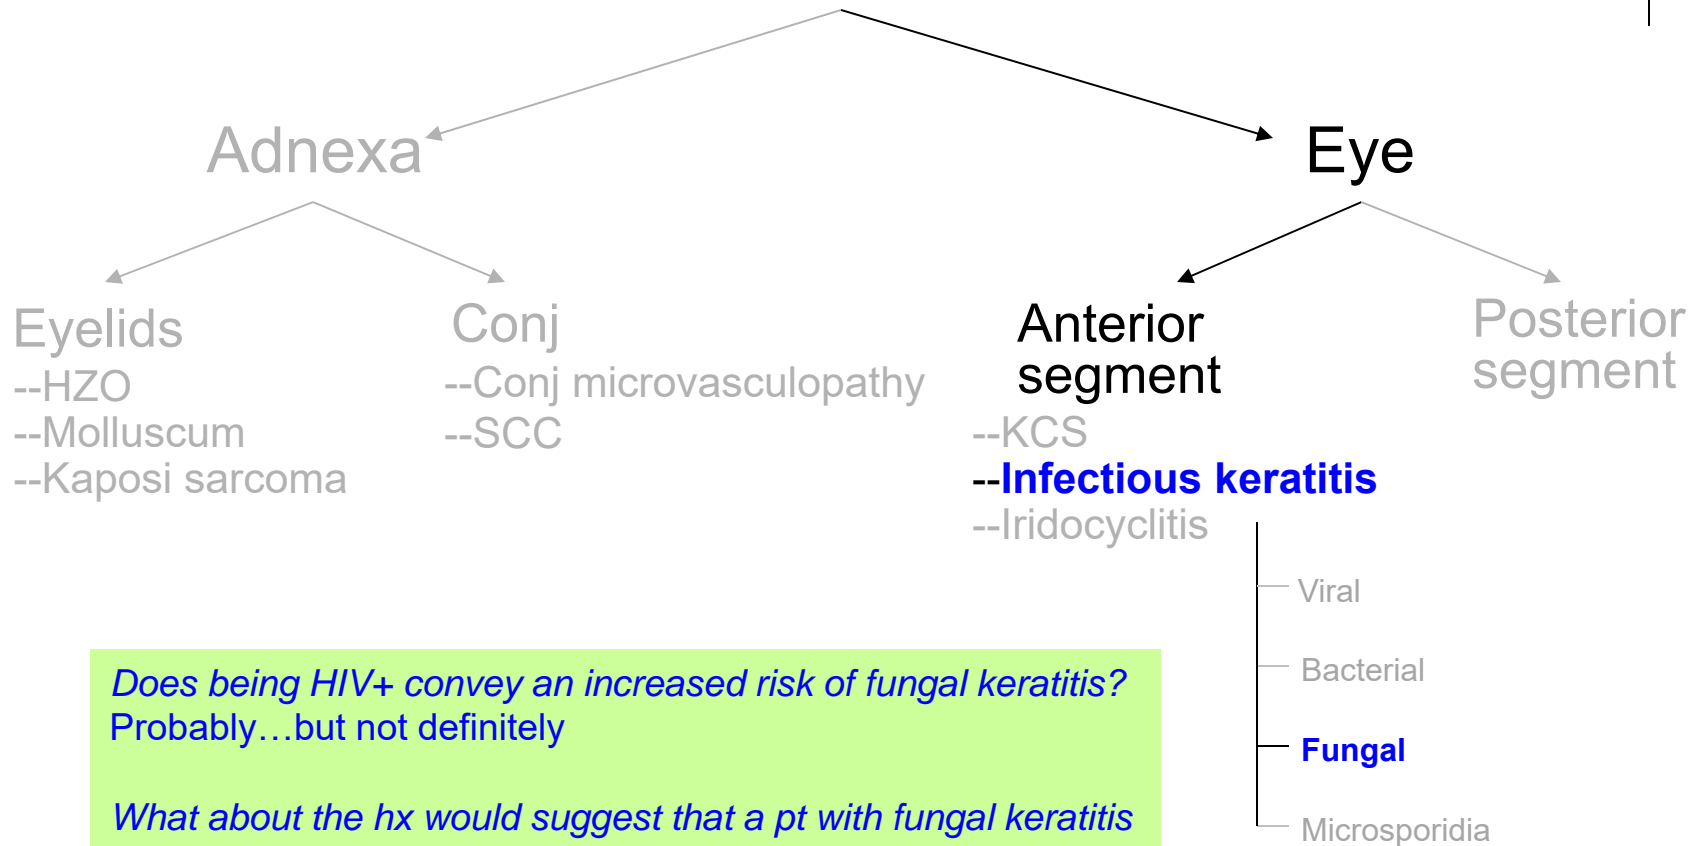 Adnexa
Eye
Eyelids
--HZO
--Molluscum
--Kaposi sarcoma
Conj
--Conj microvasculopathy
--SCC
Anterior
segment
--KCS
--Infectious keratitis
--Iridocyclitis
Posterior
segment
Viral
Bacterial
Fungal
Microsporidia
Does being HIV+ convey an increased risk of fungal keratitis?
Probably…but not definitely
What about the hx would suggest that a pt with fungal keratitis